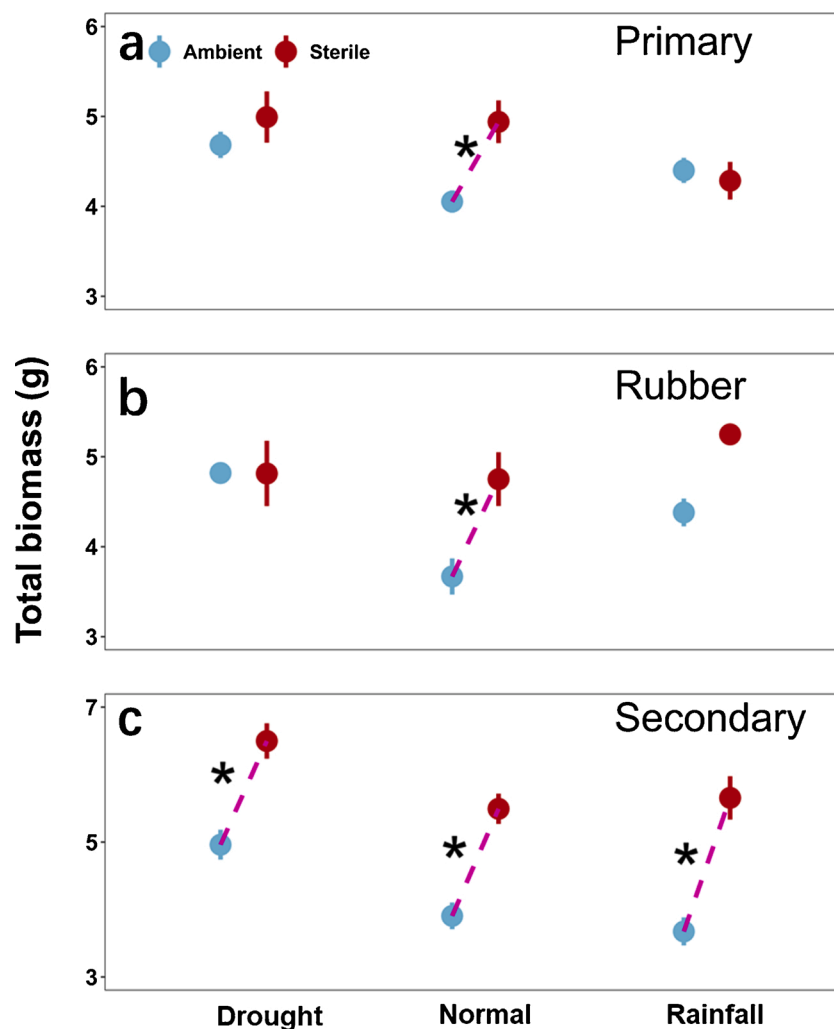 a Ambient Sterile Primary
6
5
4
3
*
Total biomass (g)
b Rubber
6
5
4
3
*
c Secondary
7
5
3
* * *
Drought Normal Rainfall